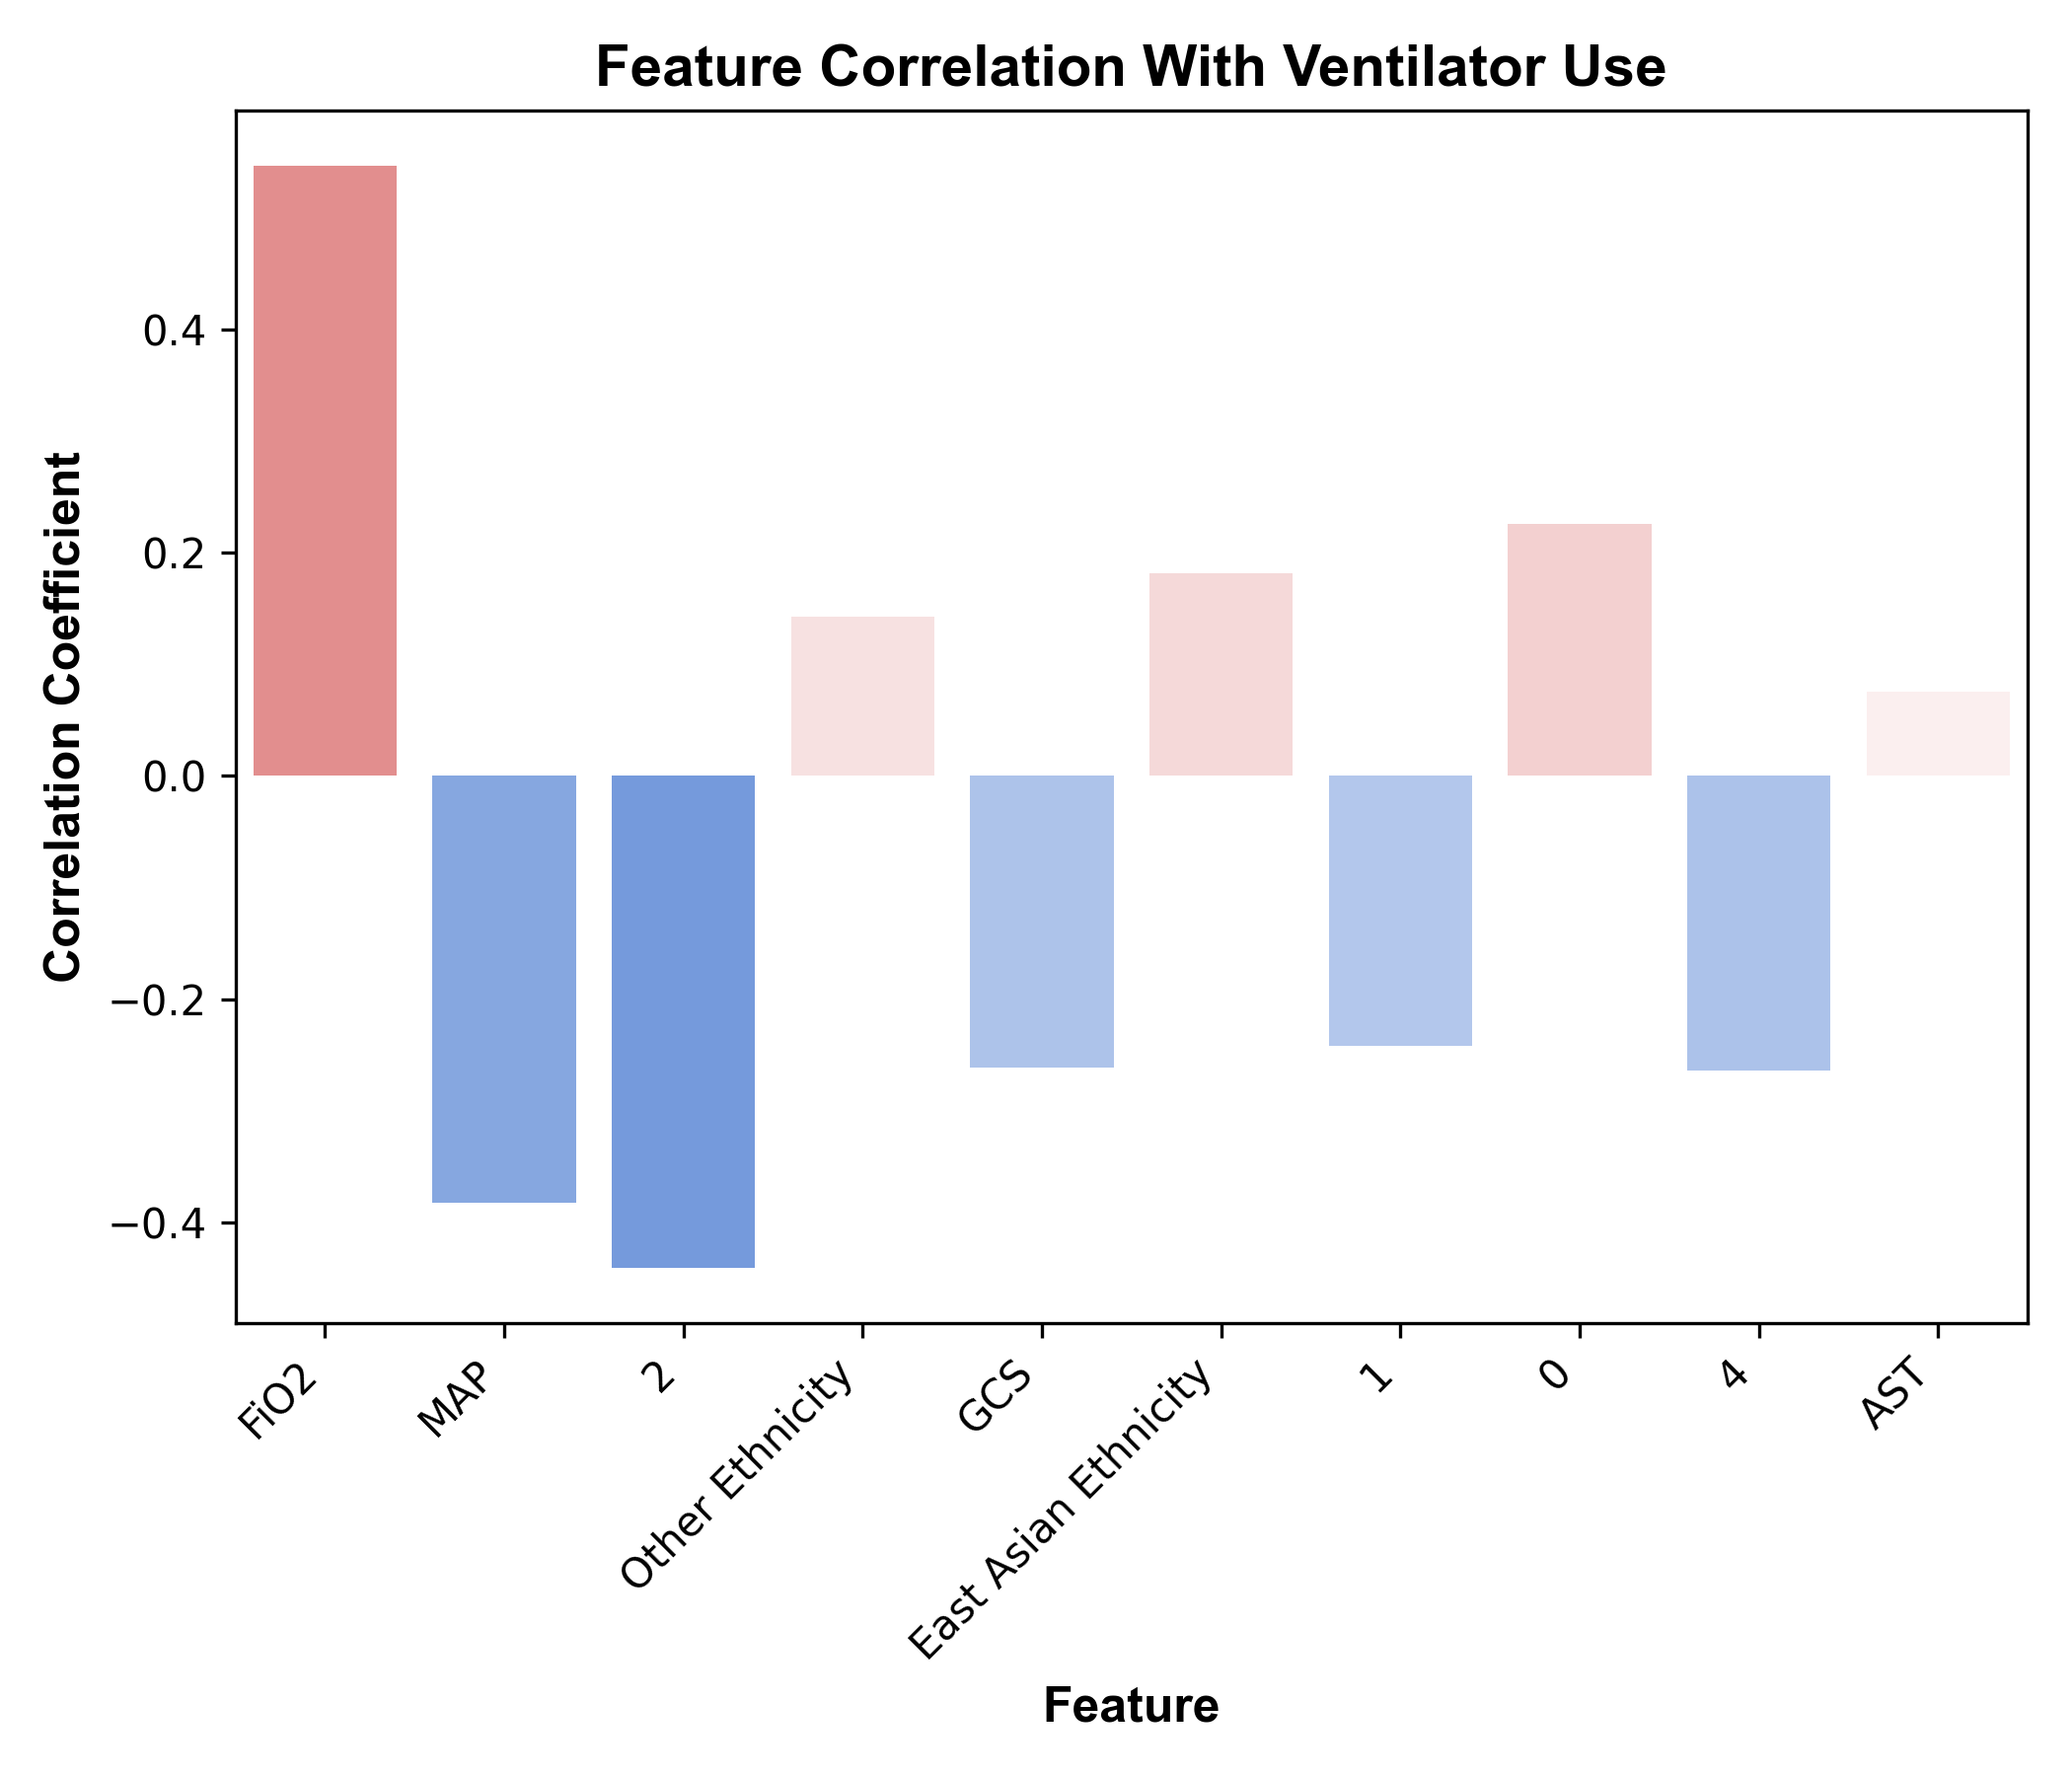 Feature Correlation With Ventilator Use
Correlation Coefficient
0.4
0.2
0.0
−0.2
−0.4
FiO2
MAP
2
Other Ethnicity
GCS
East Asian Ethnicity
1
0
4
AST
Feature